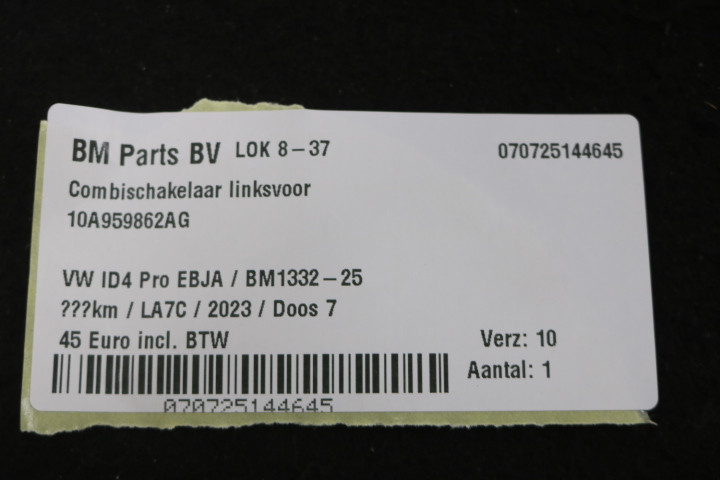 BM Parts BV LOK 8-37 070725144645
Combischakelaar linksvoor
10A959862AG
VW ID4 Pro EBJA / BM1332-25
???km / LA7C / 2023 / Doos 7
45 Euro incl. BTW Verz: 10
Aantal: 1
070725144645